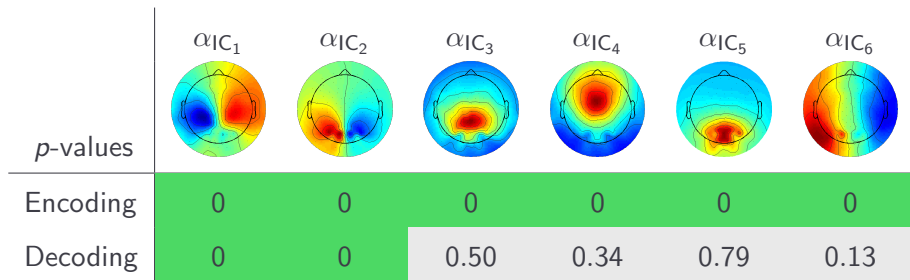 α_IC₁ α_IC₂ α_IC₃ α_IC₄ α_IC₅ α_IC₆
p-values
Encoding 0 0 0 0 0 0
Decoding 0 0 0.50 0.34 0.79 0.13